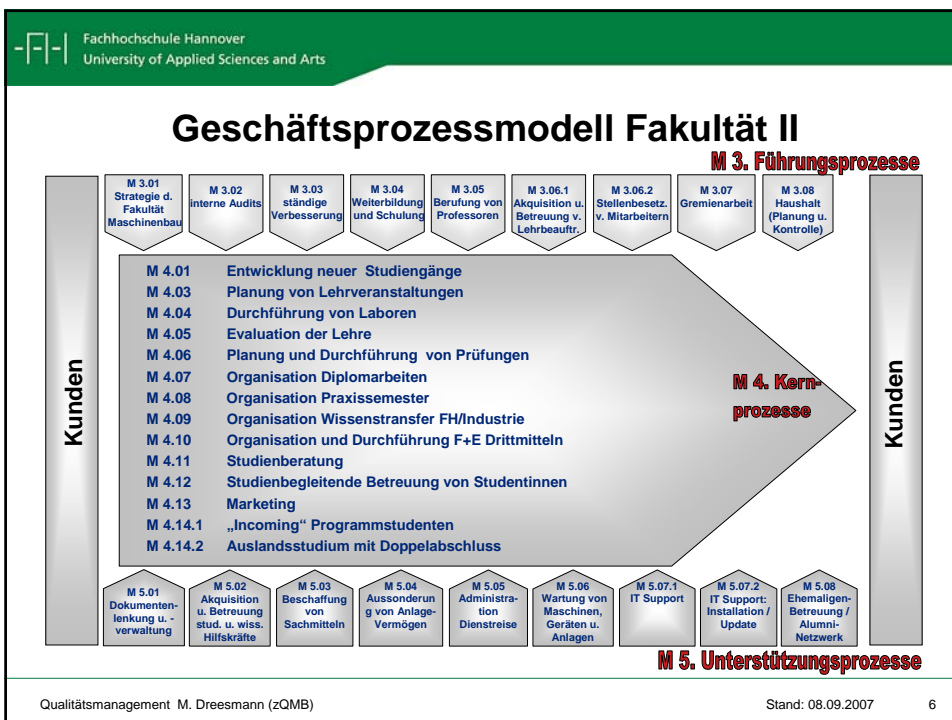 -F|H-|
Fachhochschule Hannover
University of Applied Sciences and Arts
Geschäftsprozessmodell Fakultät II
M 3. Führungsprozesse
Kunden
M 3.01
Strategie d.
Fakultät
Maschinenbau
M 3.02
interne Audits
M 3.03
ständige
Verbesserung
M 3.04
Weiterbildung
und Schulung
M 3.05
Berufung von
Professoren
M 3.06.1
Akquisition u.
Betreuung v.
Lehrbeauftr.
M 3.06.2
Stellenbesetz.
v. Mitarbeitern
M 3.07
Gremienarbeit
M 3.08
Haushalt
(Planung u.
Kontrolle)
M 4.01 Entwicklung neuer Studiengänge
M 4.03 Planung von Lehrveranstaltungen
M 4.04 Durchführung von Laboren
M 4.05 Evaluation der Lehre
M 4.06 Planung und Durchführung von Prüfungen
M 4.07 Organisation Diplomarbeiten
M 4.08 Organisation Praxissemester
M 4.09 Organisation Wissenstransfer FH/Industrie
M 4.10 Organisation und Durchführung F+E Drittmitteln
M 4.11 Studienberatung
M 4.12 Studienbegleitende Betreuung von Studentinnen
M 4.13 Marketing
M 4.14.1 „Incoming“ Programmstudenten
M 4.14.2 Auslandsstudium mit Doppelabschluss
M 4. Kern-
prozesse
Kunden
M 5.01
Dokumenten-
lenkung u. -
verwaltung
M 5.02
Akquisition
u. Betreuung
stud. u. wiss.
Hilfskräfte
M 5.03
Beschaffung
von
Sachmitteln
M 5.04
Aussonderun
g von Anlage-
Vermögen
M 5.05
Administra-
tion
Dienstreise
M 5.06
Wartung von
Maschinen,
Geräten u.
Anlagen
M 5.07.1
IT Support
M 5.07.2
IT Support:
Installation /
Update
M 5.08
Ehemaligen-
Betreuung /
Alumni-
Netzwerk
M 5. Unterstützungsprozesse
Qualitätsmanagement M. Dreesmann (zQMB)
Stand: 08.09.2007
6